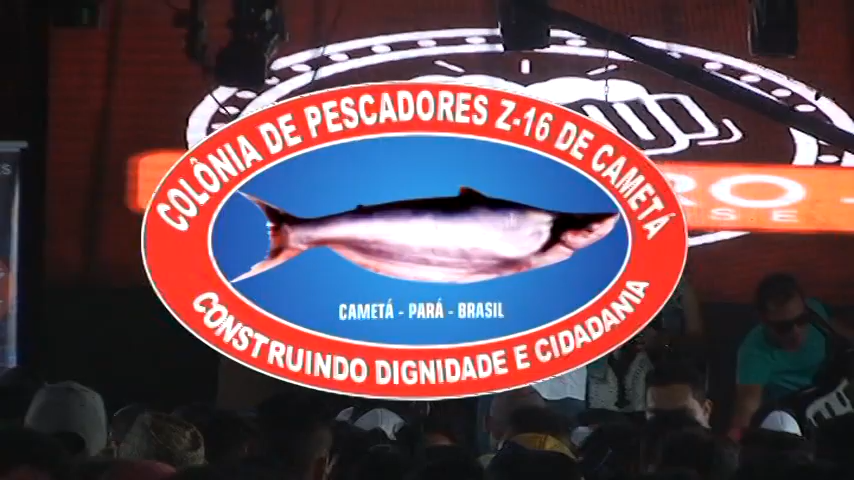 COLÔNIA DE PESCADORES Z-16 DE CAMETÁ
CAMETÁ - PARÁ - BRASIL
CONSTRUINDO DIGNIDADE E CIDADANIA